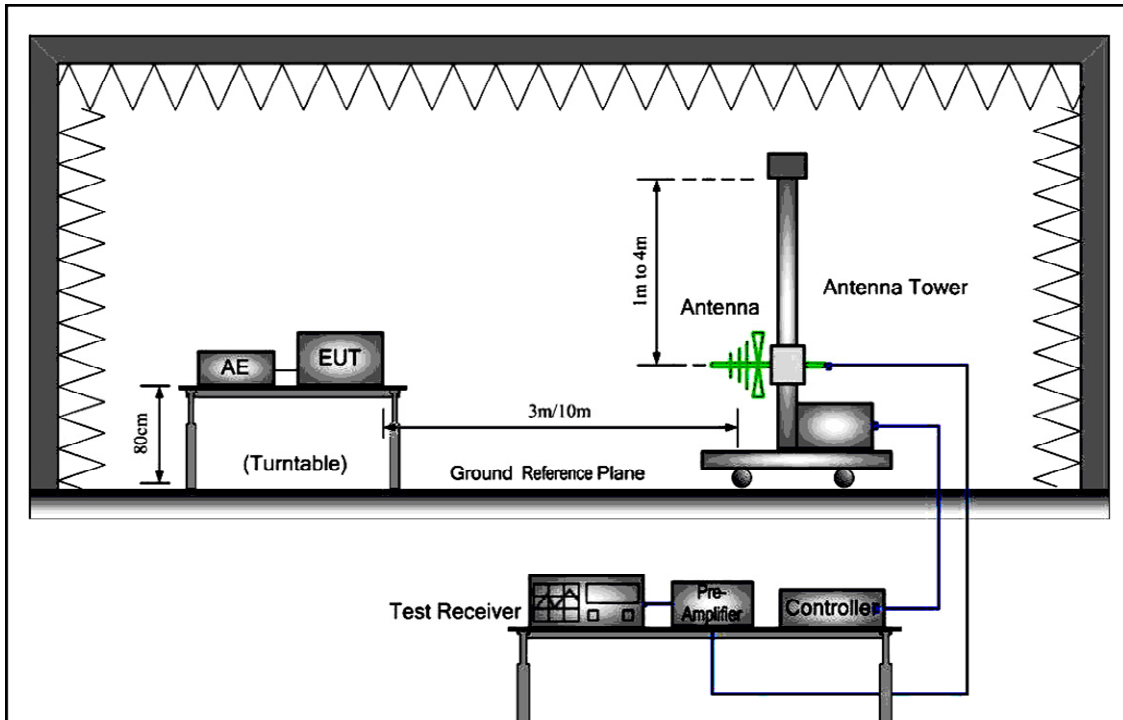 1m to 4m
Antenna Tower
Antenna
AE
EUT
80cm
3m/10m
(Turntable)
Ground Reference Plane
Test Receiver
Pre-
Amplifier
Controller